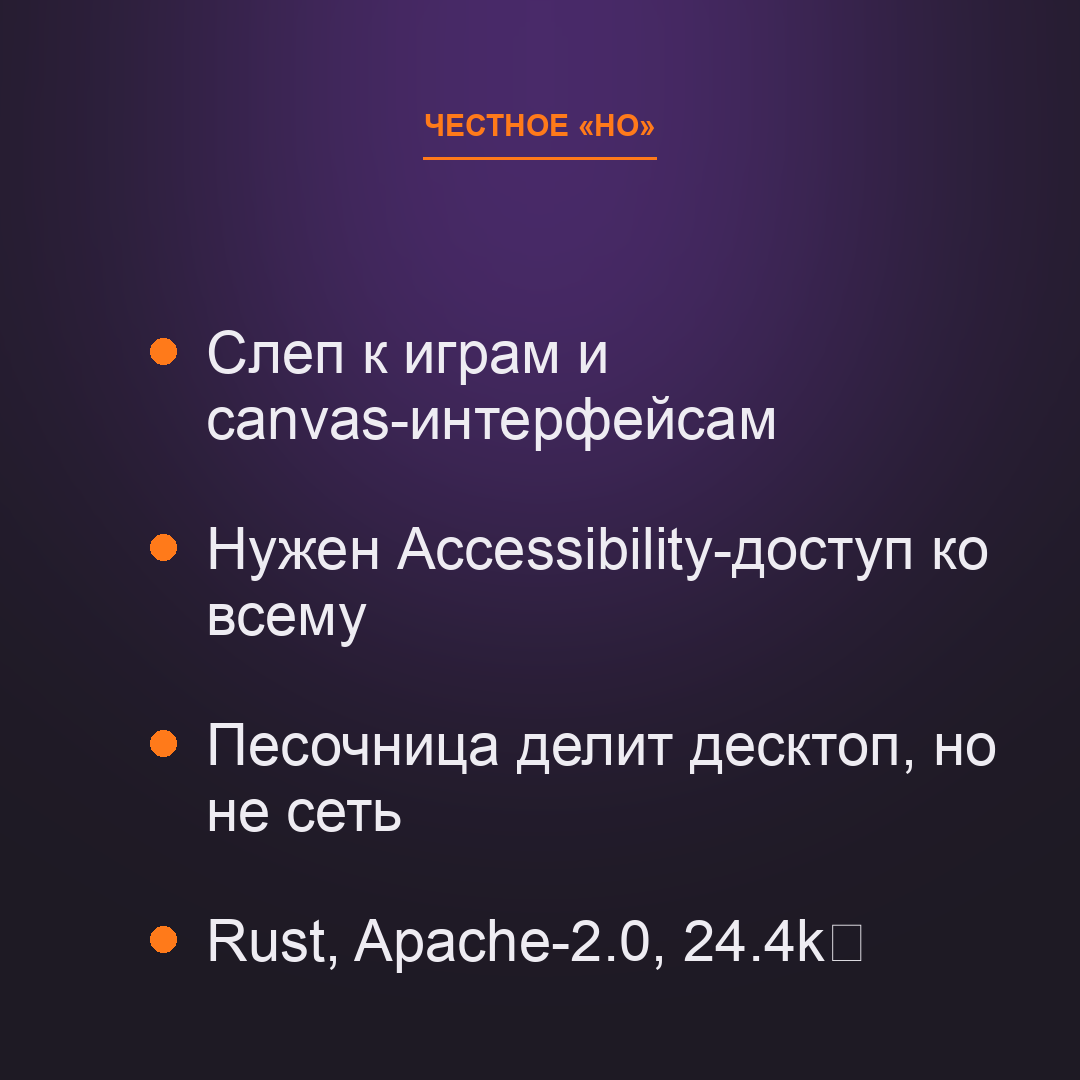 ЧЕСТНОЕ «НО»
Слеп к играм и
canvas-интерфейсам
Нужен Accessibility-доступ ко
всему
Песочница делит десктоп, но
не сеть
Rust, Apache-2.0, 24.4k□